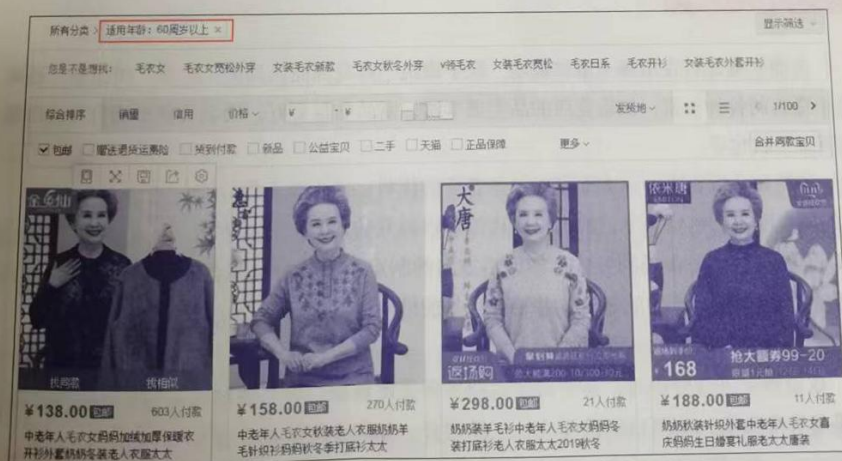 所有分类 > 适用年龄：60周岁以上 ×
显示筛选
您是不是想找： 毛衣女 毛衣女宽松外穿 女装毛衣新款 毛衣女秋冬外穿 v领毛衣 女装毛衣宽松 毛衣日系 毛衣开衫 女装毛衣外套开衫
综合排序 销量 信用 价格 ¥ - ¥ 发货地 1/100
包邮 赠送退货运费险 货到付款 新品 公益宝贝 二手 天猫 正品保障 更多 合并同款宝贝
大唐
依米唐
返场购
抢大额券99-20
168
找同款 找相似
¥138.00 包邮 603人付款
中老年人毛衣女妈妈加绒加厚保暖衣
开衫外套奶奶冬装老人衣服太太
¥158.00 包邮 270人付款
中老年人毛衣女秋装老人衣服奶奶羊
毛针织衫妈妈秋冬季打底衫太太
¥298.00 包邮 21人付款
奶奶装羊毛衫中老年人毛衣女妈妈冬
装打底衫老人衣服太太2019秋冬
¥188.00 包邮 11人付款
奶奶秋装针织外套中老年人毛衣女喜
庆妈妈生日婚宴礼服老太太唐装